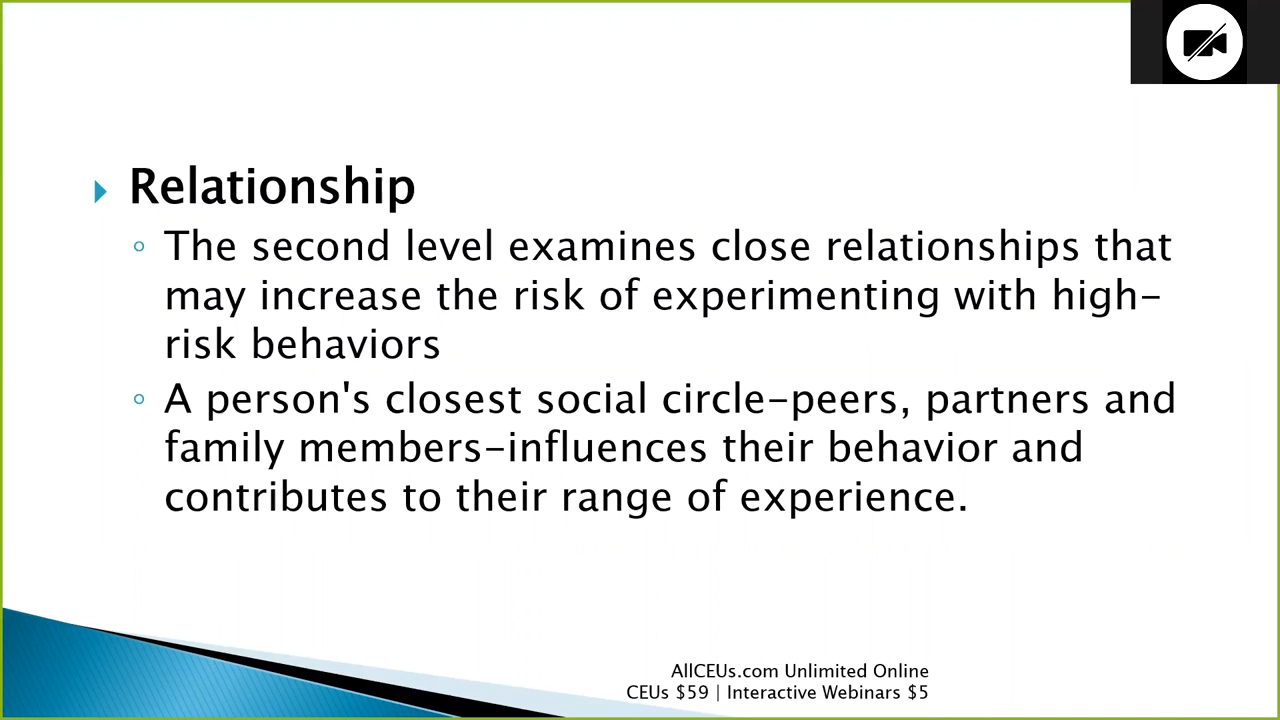 Relationship
The second level examines close relationships that
may increase the risk of experimenting with high-
risk behaviors
A person's closest social circle-peers, partners and
family members-influences their behavior and
contributes to their range of experience.
AllCEUs.com Unlimited Online
CEUs $59 | Interactive Webinars $5